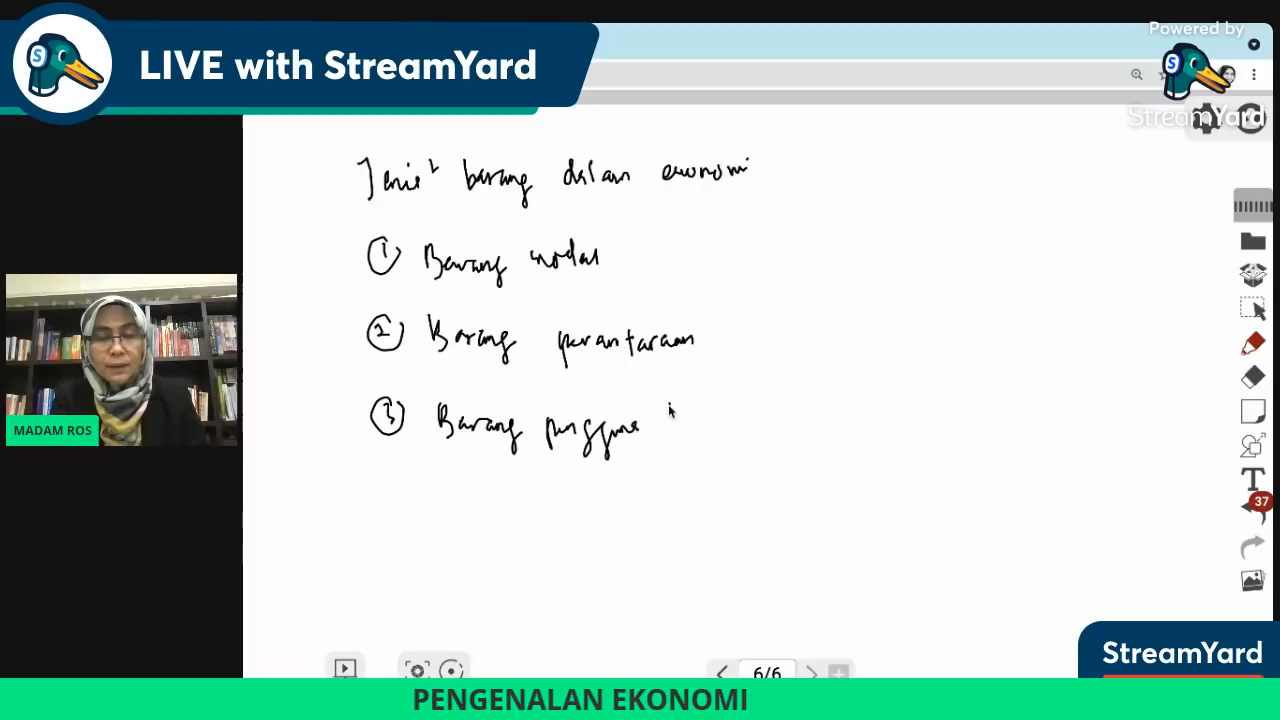 Powered by
LIVE with StreamYard
StreamYard
Jenis² barang dalam ekonomi
① Barang modal
② Barang perantaraan
③ Barang pengguna
MADAM ROS
T
37
6/6
StreamYard
PENGENALAN EKONOMI